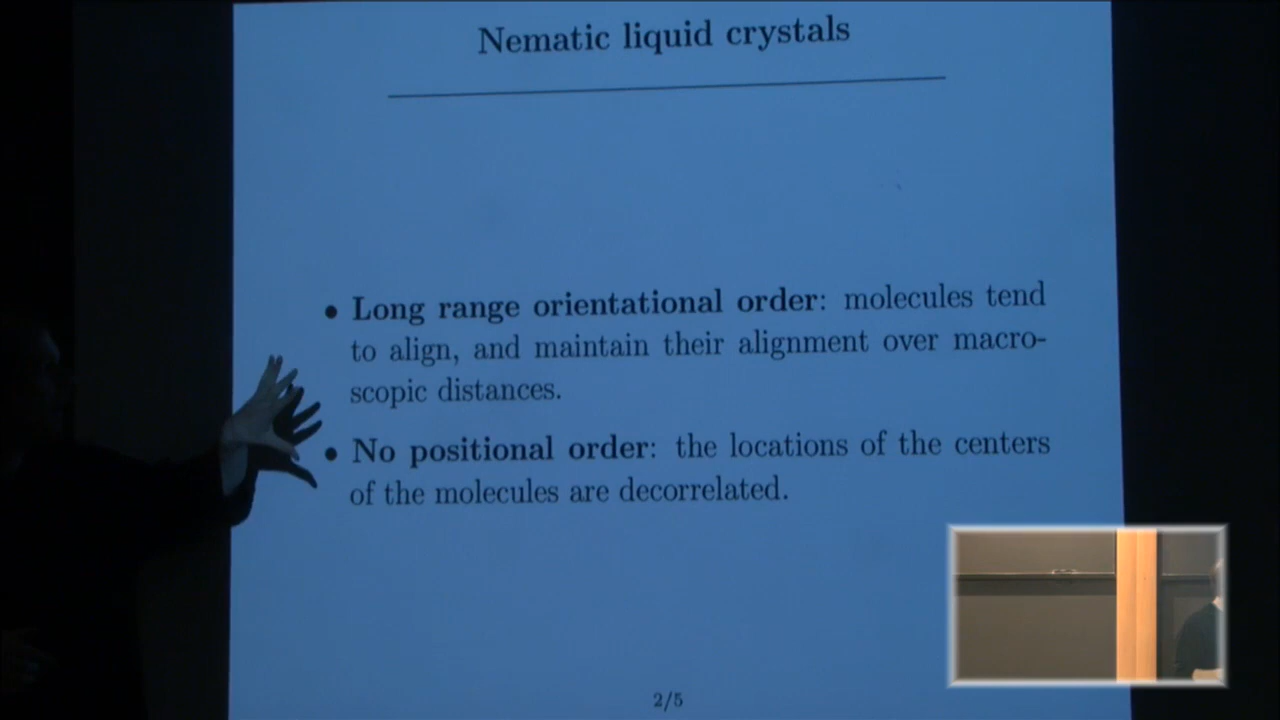 Nematic liquid crystals
• Long range orientational order: molecules tend
to align, and maintain their alignment over macro-
scopic distances.
• No positional order: the locations of the centers
of the molecules are decorrelated.
2/5